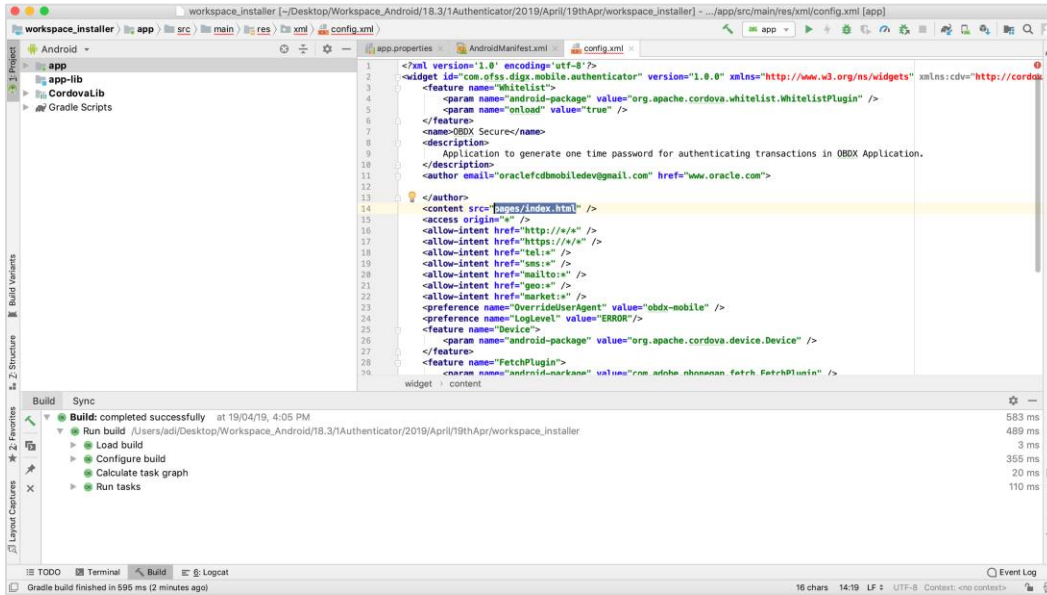 workspace_installer [~/Desktop/Workspace_Android/18.3/1Authenticator/2019/April/19thApr/workspace_installer] - .../app/src/main/res/xml/config.xml [app]
workspace_installer app src main res xml config.xml
app
Android
app.properties AndroidManifest.xml config.xml
1: Project
app
app-lib
CordovaLib
Gradle Scripts
1 <?xml version='1.0' encoding='utf-8'?>
2 <widget id="com.ofss.digx.mobile.authenticator" version="1.0.0" xmlns="http://www.w3.org/ns/widgets" xmlns:cdv="http://cordov
3 <feature name="Whitelist">
4 <param name="android-package" value="org.apache.cordova.whitelist.WhitelistPlugin" />
5 <param name="onload" value="true" />
6 </feature>
7 <name>OBDX Secure</name>
8 <description>
9 Application to generate one time password for authenticating transactions in OBDX Application.
10 </description>
11 <author email="oraclefcdbmobiledev@gmail.com" href="www.oracle.com">
12
13 </author>
14 <content src="pages/index.html" />
15 <access origin="*" />
16 <allow-intent href="http://*/*" />
17 <allow-intent href="https://*/*" />
18 <allow-intent href="tel:*" />
19 <allow-intent href="sms:*" />
20 <allow-intent href="mailto:*" />
21 <allow-intent href="geo:*" />
22 <allow-intent href="market:*" />
23 <preference name="OverrideUserAgent" value="obdx-mobile" />
24 <preference name="LogLevel" value="ERROR"/>
25 <feature name="Device">
26 <param name="android-package" value="org.apache.cordova.device.Device" />
27 </feature>
28 <feature name="FetchPlugin">
29 <param name="android-package" value="com.adobe.phonegap.fetch.FetchPlugin" />
widget › content
Build Variants
2: Structure
2: Favorites
Layout Captures
Build Sync
Build: completed successfully at 19/04/19, 4:05 PM 583 ms
Run build /Users/adi/Desktop/Workspace_Android/18.3/1Authenticator/2019/April/19thApr/workspace_installer 489 ms
Load build 3 ms
Configure build 355 ms
Calculate task graph 20 ms
Run tasks 110 ms
TODO Terminal Build 6: Logcat Event Log
Gradle build finished in 595 ms (2 minutes ago) 16 chars 14:19 LF UTF-8 Context: <no context>